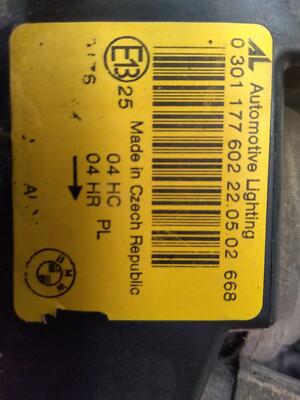 AL Automotive Lighting
0 301 177 602 22.05.02 668
Made in Czech Republic
E13 25
04 HC
04 HR PL
BMW